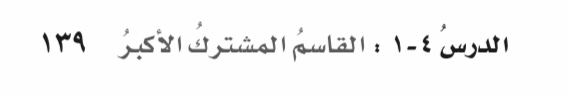 الدرسُ ٤-١ : القاسمُ المشتركُ الأكبرُ ١٣٩